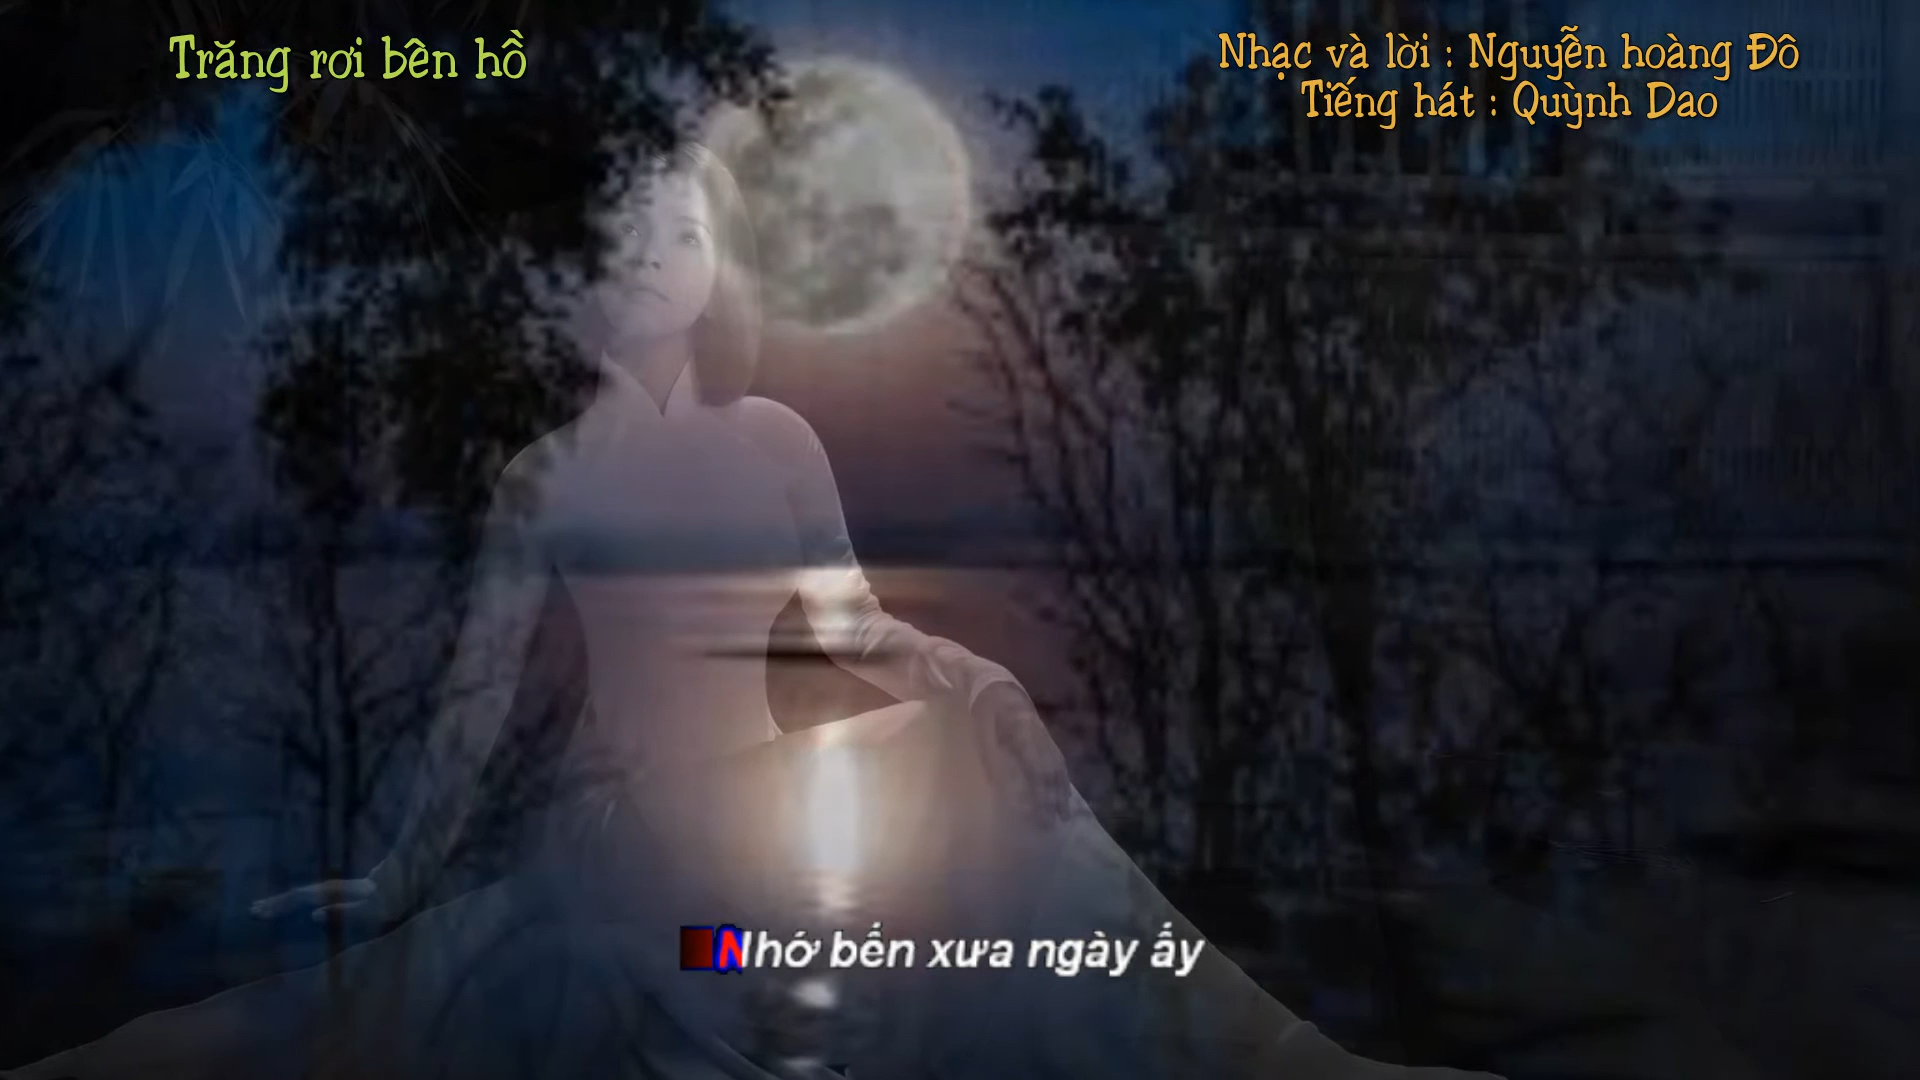 Trăng rơi bên hồ
Nhạc và lời : Nguyễn hoàng Đô
Tiếng hát : Quỳnh Dao
Nhớ bến xưa ngày ấy